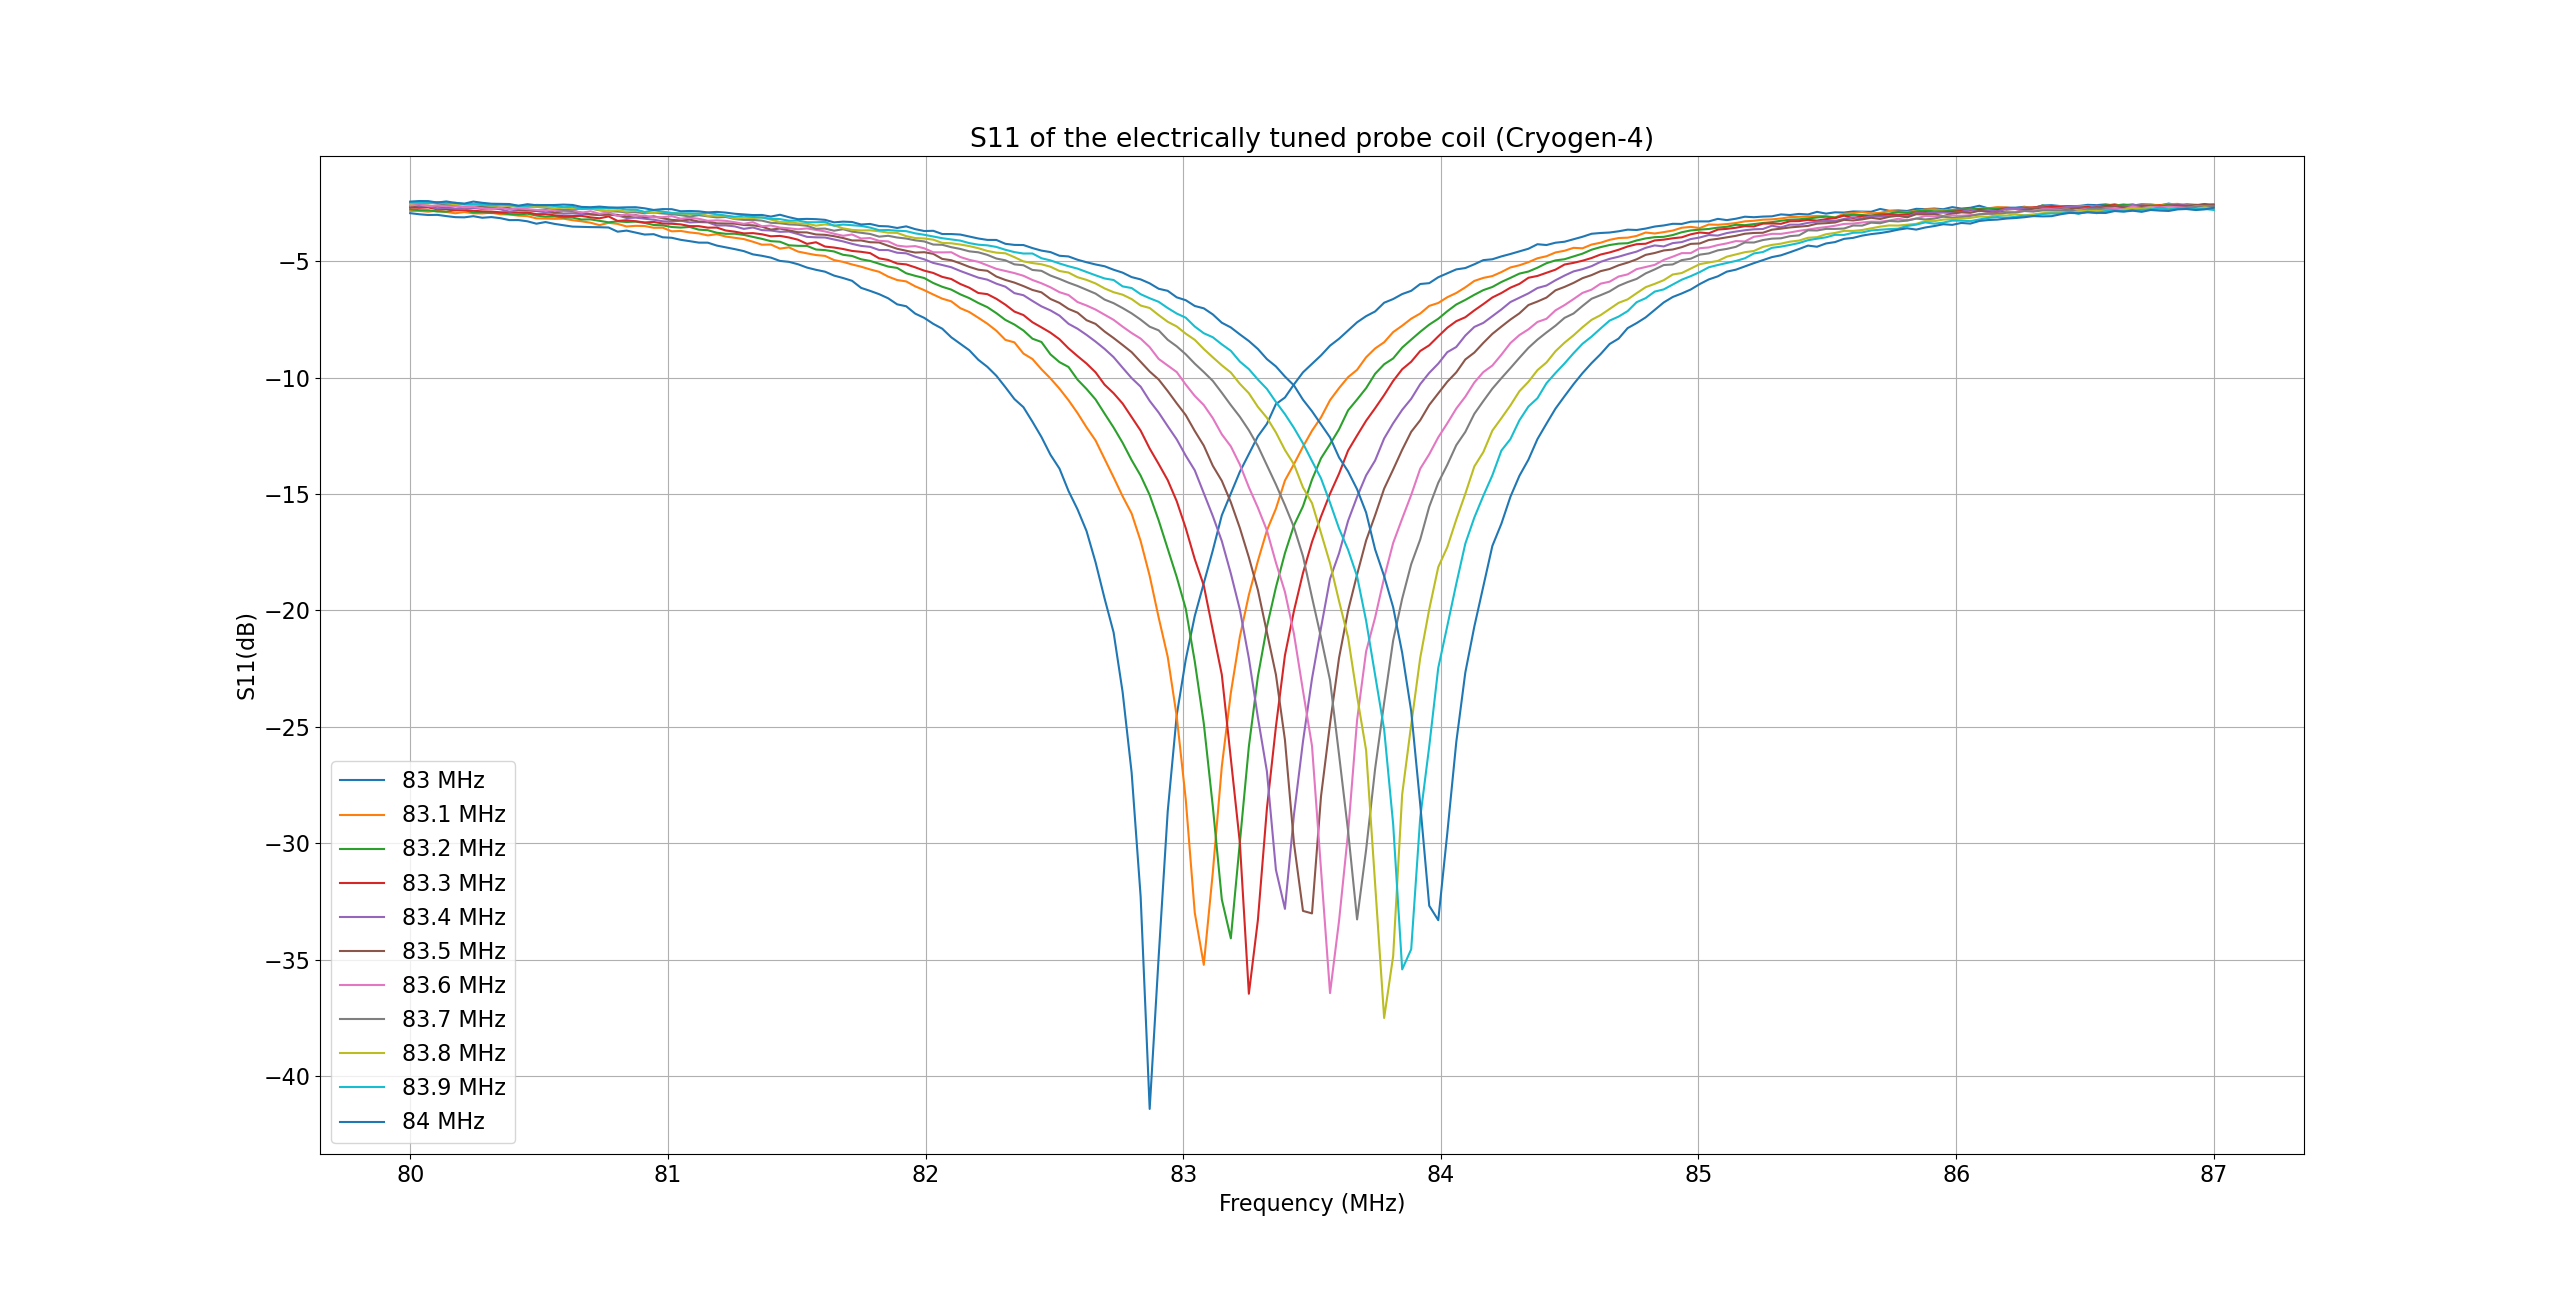 S11 of the electrically tuned probe coil (Cryogen-4)
S11(dB)
−5
−10
−15
−20
−25
−30
−35
−40
83 MHz
83.1 MHz
83.2 MHz
83.3 MHz
83.4 MHz
83.5 MHz
83.6 MHz
83.7 MHz
83.8 MHz
83.9 MHz
84 MHz
80 81 82 83 84 85 86 87
Frequency (MHz)